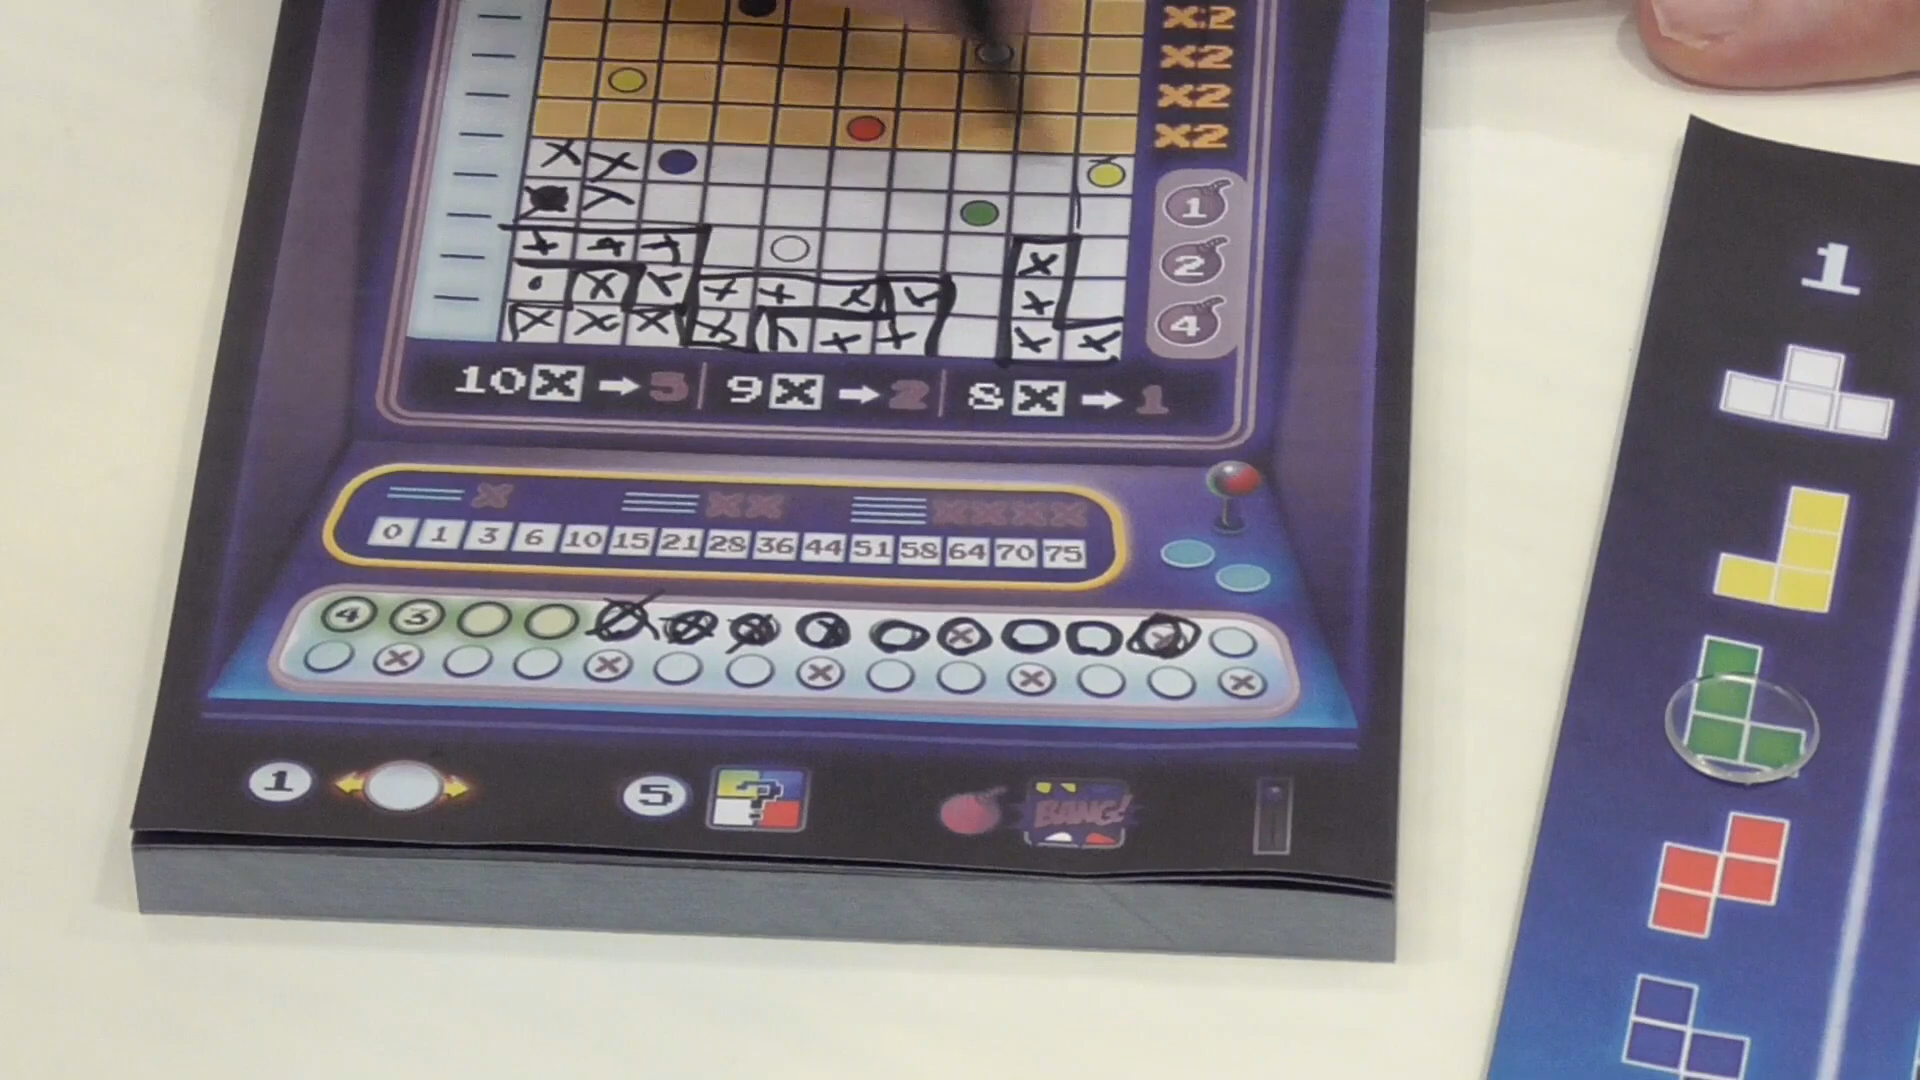 x2
x2
x2
x2
1
2
4
10 X → 5 9 X → 2 8 X → 1
0 1 3 6 10 15 21 28 36 44 51 58 64 70 75
4 3
1 5 ? BANG!
1